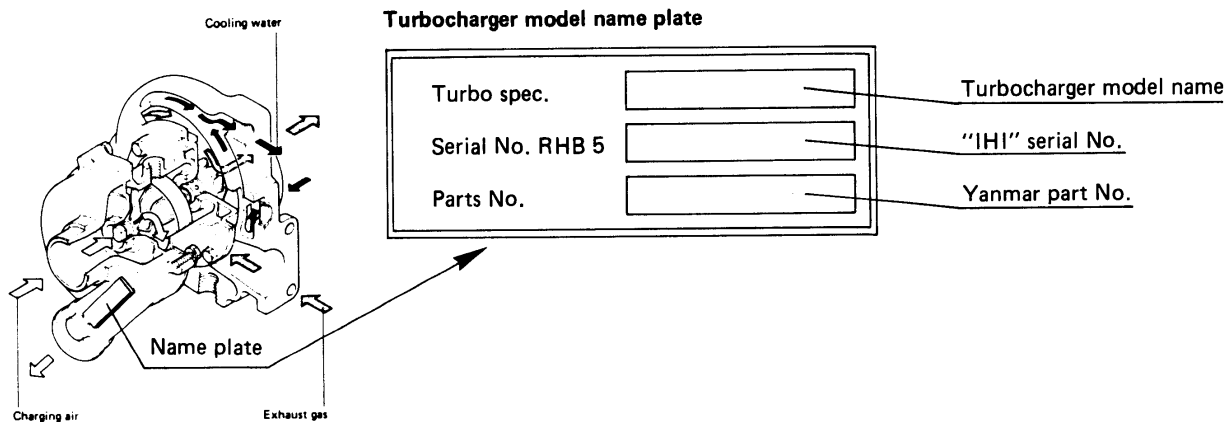 Cooling water
Turbocharger model name plate
Turbo spec.
Turbocharger model name
Serial No. RHB 5
"IHI" serial No.
Parts No.
Yanmar part No.
Name plate
Charging air
Exhaust gas